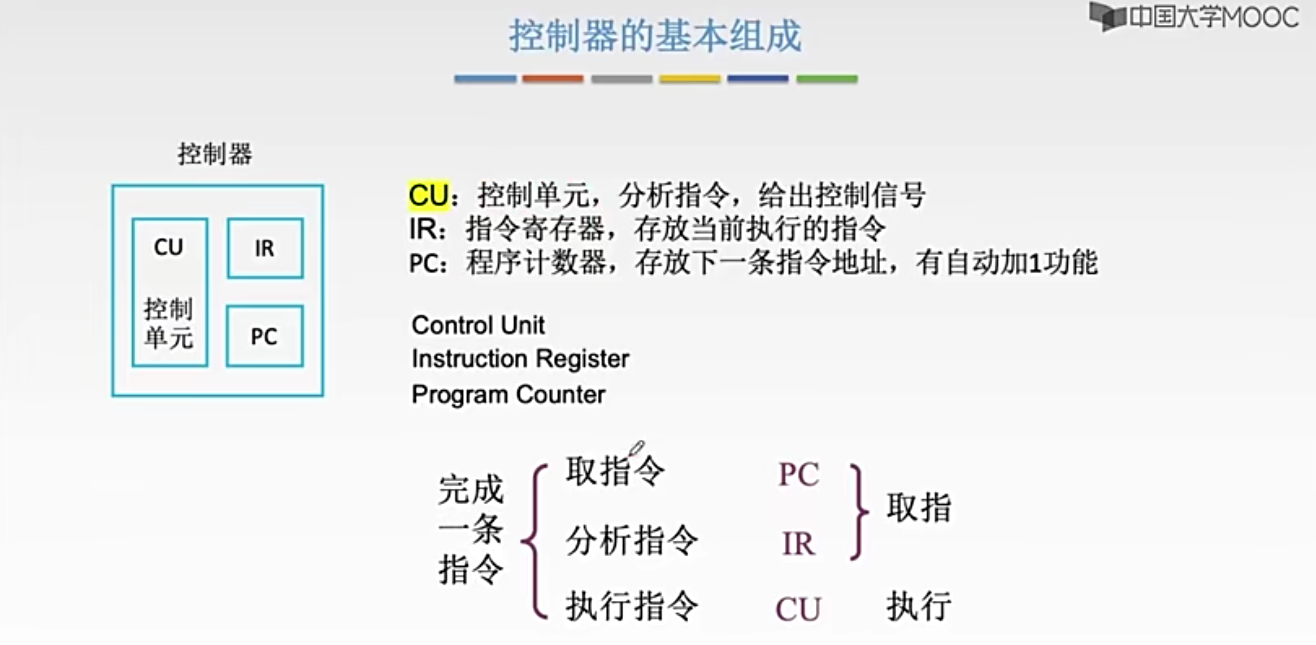 中国大学MOOC
控制器的基本组成
控制器
CU
控制
单元
IR
PC
CU：控制单元，分析指令，给出控制信号
IR：指令寄存器，存放当前执行的指令
PC：程序计数器，存放下一条指令地址，有自动加1功能
Control Unit
Instruction Register
Program Counter
完成
一条
指令
取指令 PC
分析指令 IR
取指
执行指令 CU 执行